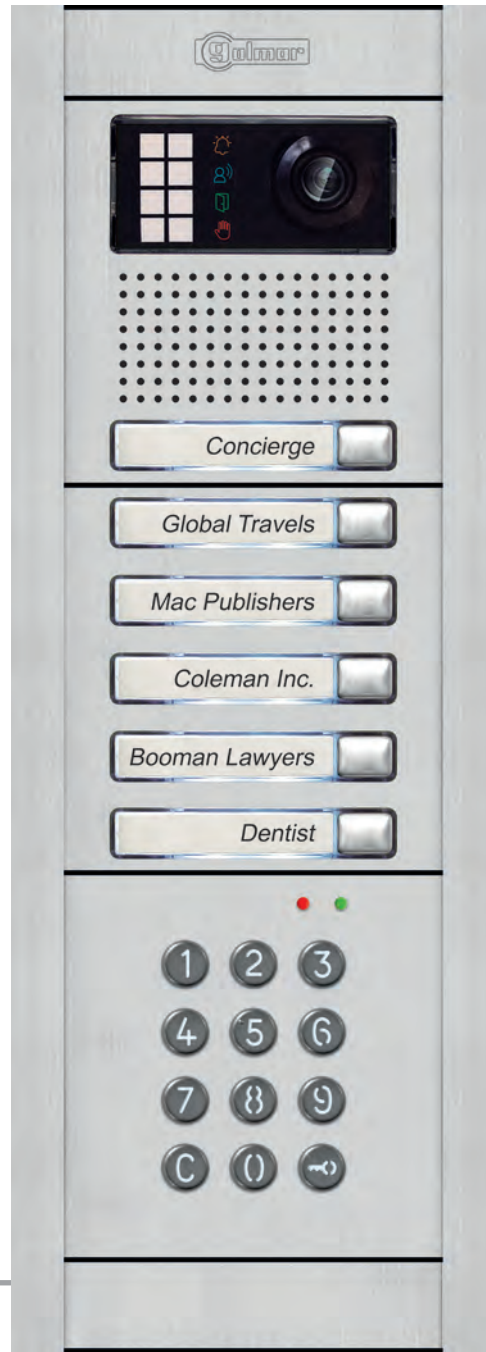 golmar
Concierge
Global Travels
Mac Publishers
Coleman Inc.
Booman Lawyers
Dentist
1 2 3
4 5 6
7 8 9
C 0